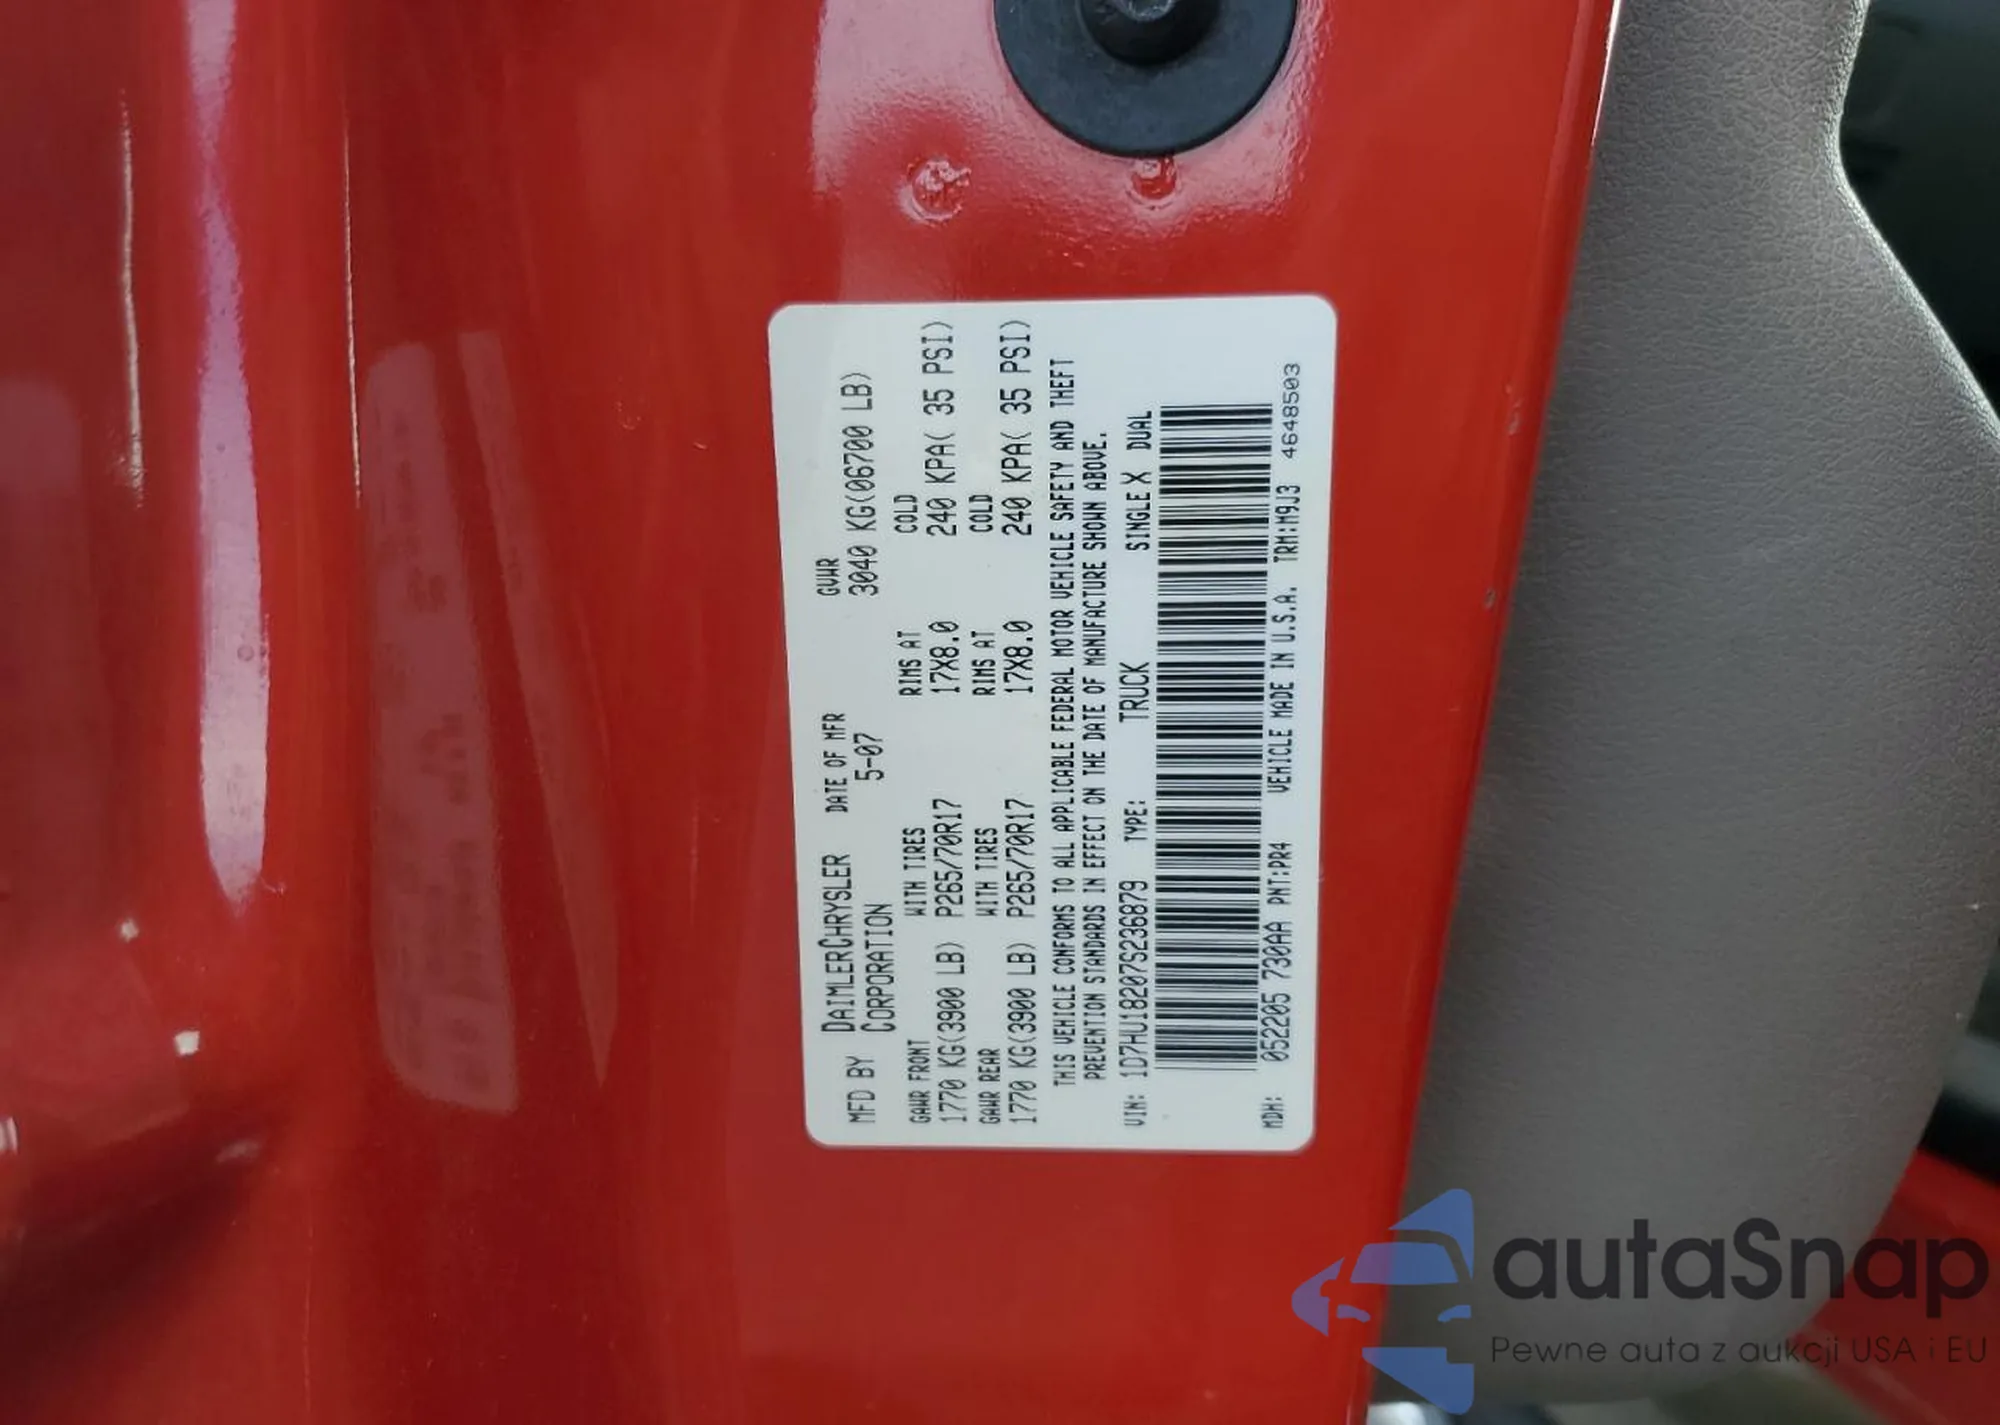 MFD BY DAIMLERCHRYSLER CORPORATION DATE OF MFR 5-07 GVWR 3040 KG(06700 LB)
GAWR FRONT WITH TIRES RIMS AT COLD
1770 KG(3900 LB) P265/70R17 17X8.0 240 KPA( 35 PSI)
GAWR REAR WITH TIRES RIMS AT COLD
1770 KG(3900 LB) P265/70R17 17X8.0 240 KPA( 35 PSI)
THIS VEHICLE CONFORMS TO ALL APPLICABLE FEDERAL MOTOR VEHICLE SAFETY AND THEFT
PREVENTION STANDARDS IN EFFECT ON THE DATE OF MANUFACTURE SHOWN ABOVE.
VIN: 1D7HU18207S236879 TYPE: TRUCK SINGLE X DUAL
MDH: 052205 730AA PNT:PR4 VEHICLE MADE IN U.S.A. TRM:M9J3 4648503
autaSnap
Pewne auta z aukcji USA i EU